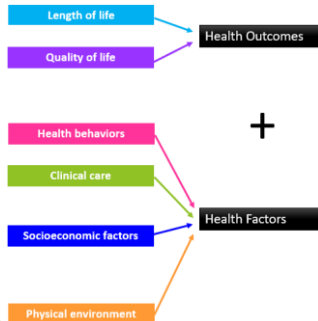 Length of life
Health Outcomes
Quality of life
+
Health behaviors
Clinical care
Health Factors
Socioeconomic factors
Physical environment